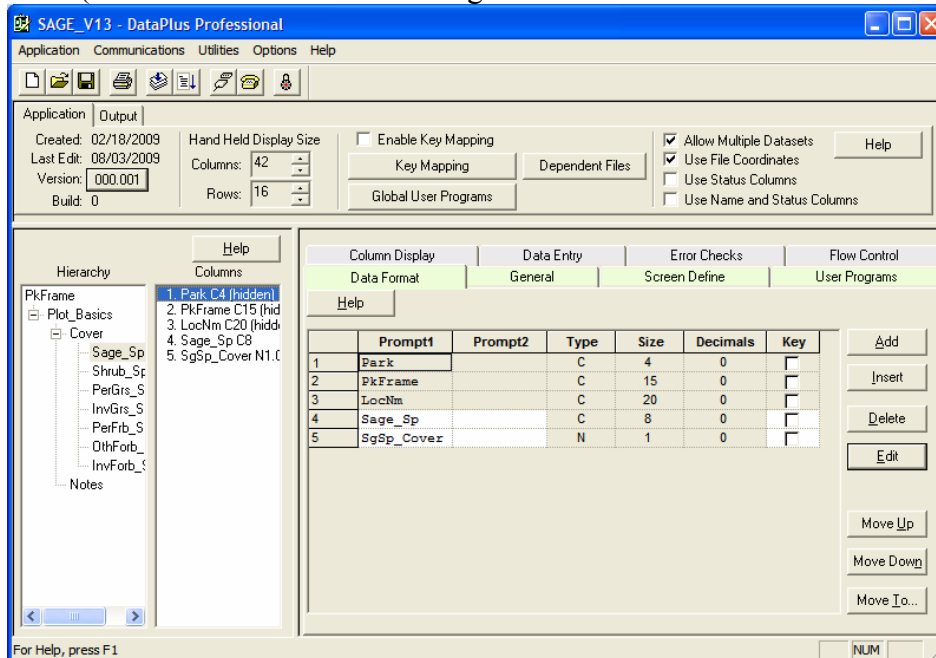 SAGE_V13 - DataPlus Professional
Application Communications Utilities Options Help
Application Output
Created: 02/18/2009
Last Edit: 08/03/2009
Version: 000.001
Build: 0
Hand Held Display Size
Columns: 42
Rows: 16
Enable Key Mapping
Key Mapping Dependent Files
Global User Programs
Allow Multiple Datasets
Use File Coordinates
Use Status Columns
Use Name and Status Columns
Help
Help
Hierarchy Columns
PkFrame
Plot_Basics
Cover
Sage_Sp
Shrub_Sp
PerGrs_S
InvGrs_S
PerFrb_S
OthForb_
InvForb_S
Notes
1. Park C4 (hidden)
2. PkFrame C15 (hid
3. LocNm C20 (hidd
4. Sage_Sp C8
5. SgSp_Cover N1.0
Column Display Data Entry Error Checks Flow Control
Data Format General Screen Define User Programs
Help
Prompt1 Prompt2 Type Size Decimals Key
1 Park C 4 0
2 PkFrame C 15 0
3 LocNm C 20 0
4 Sage_Sp C 8 0
5 SgSp_Cover N 1 0
Add
Insert
Delete
Edit
Move Up
Move Down
Move To...
For Help, press F1
NUM